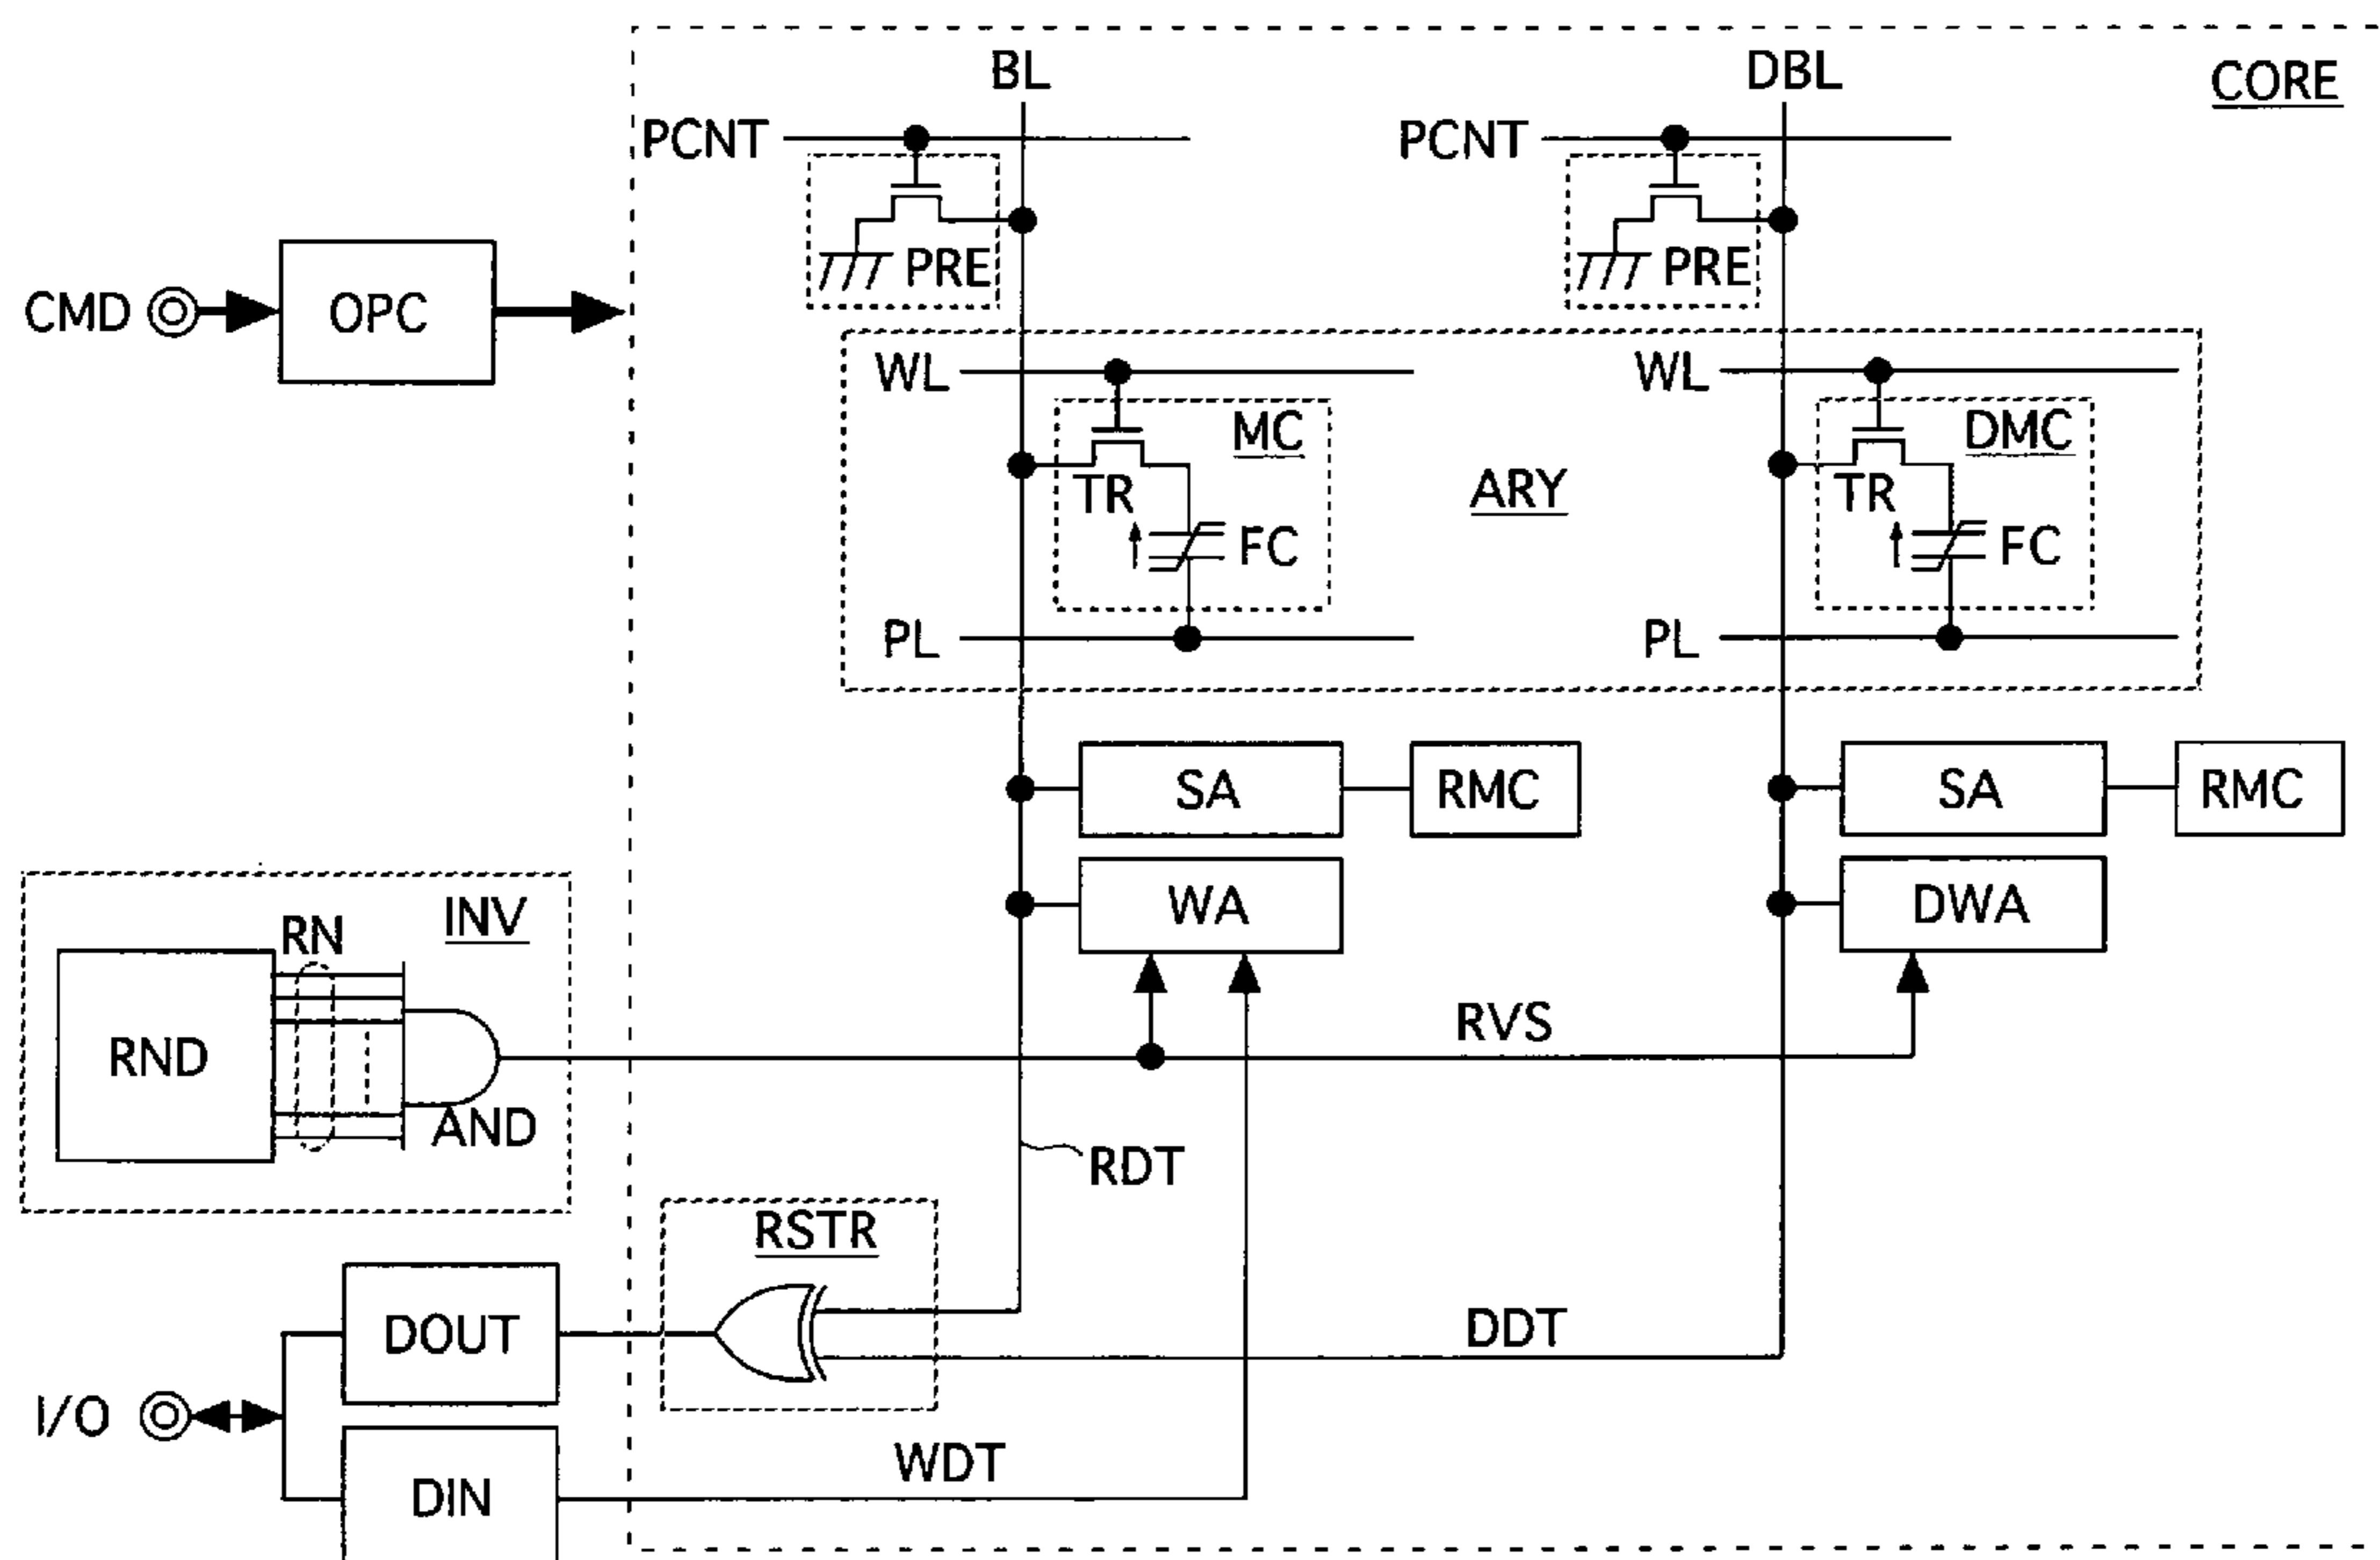 BL
DBL
CORE
PCNT
PCNT
PRE
PRE
CMD
OPC
WL
WL
MC
DMC
TR
ARY
TR
FC
FC
PL
PL
SA
RMC
SA
RMC
WA
DWA
RN
INV
RND
AND
RVS
RDT
RSTR
DOUT
DDT
I/O
WDT
DIN